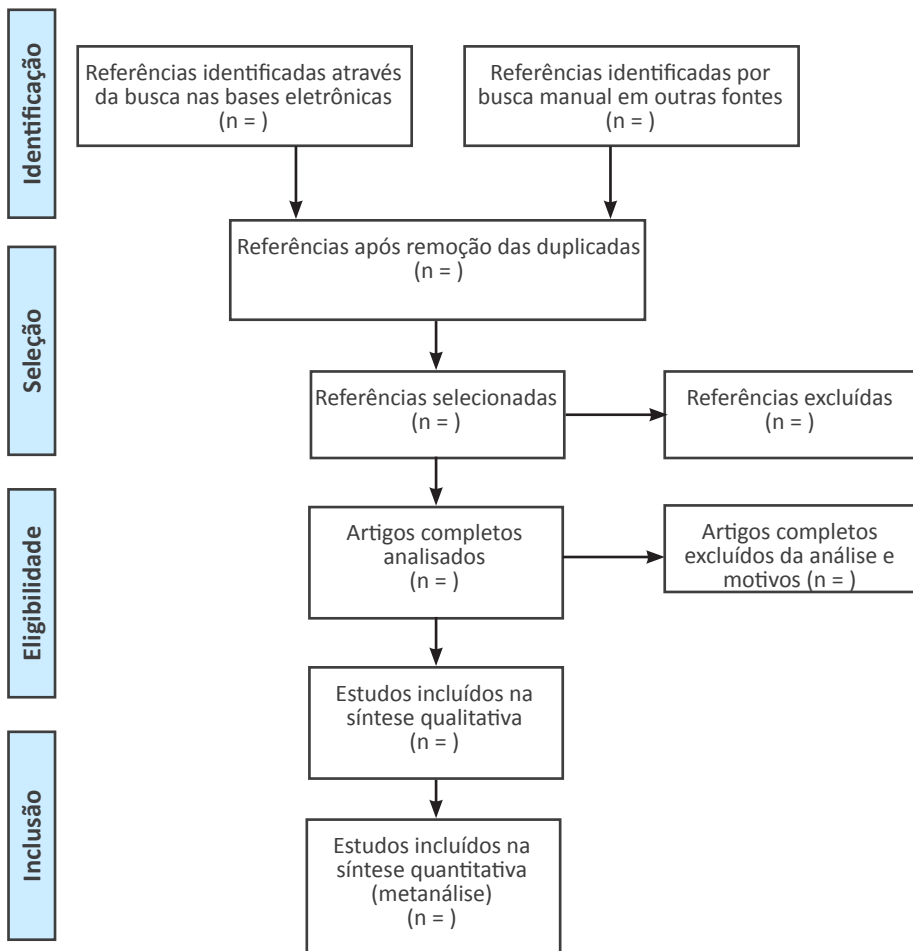 Identificação
Referências identificadas através
da busca nas bases eletrônicas
(n = )
Referências identificadas por
busca manual em outras fontes
(n = )
Seleção
Referências após remoção das duplicadas
(n = )
Referências selecionadas
(n = )
Referências excluídas
(n = )
Eligibilidade
Artigos completos
analisados
(n = )
Artigos completos
excluídos da análise e
motivos (n = )
Estudos incluídos na
síntese qualitativa
(n = )
Inclusão
Estudos incluídos na
síntese quantitativa
(metanálise)
(n = )